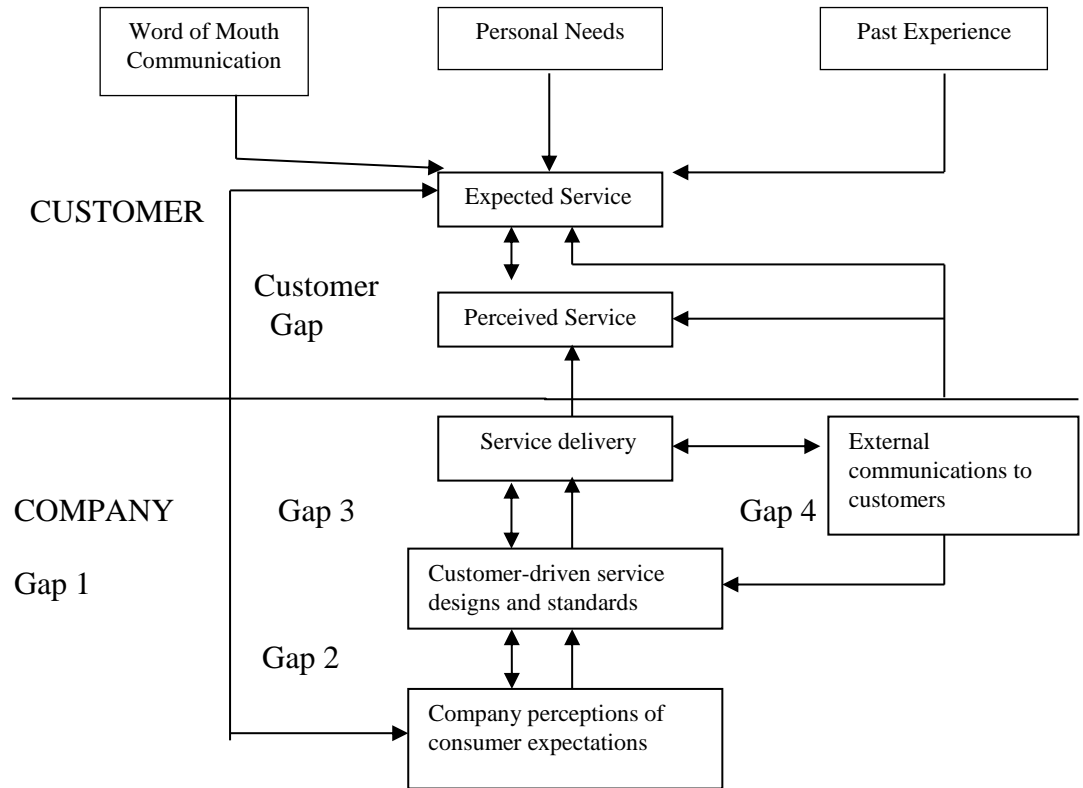 Word of Mouth
Communication
Personal Needs
Past Experience
Expected Service
CUSTOMER
Customer
Gap
Perceived Service
Service delivery
External
communications to
customers
COMPANY
Gap 3
Gap 4
Gap 1
Customer-driven service
designs and standards
Gap 2
Company perceptions of
consumer expectations